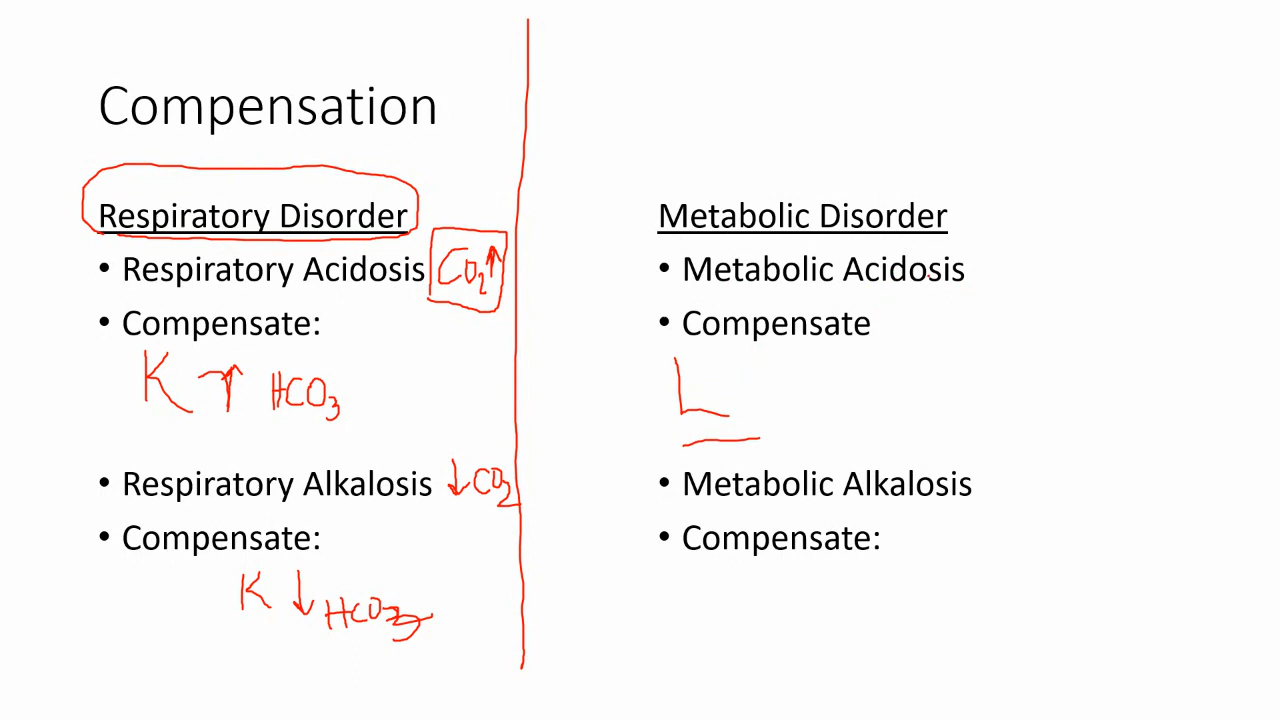 Compensation
Respiratory Disorder
• Respiratory Acidosis CO2↑
• Compensate:
K ↑ HCO3
• Respiratory Alkalosis ↓CO2
• Compensate:
K ↓ HCO3
Metabolic Disorder
• Metabolic Acidosis
• Compensate
L
• Metabolic Alkalosis
• Compensate: